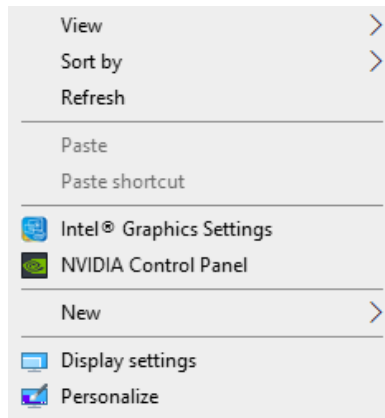 View
Sort by
Refresh
Paste
Paste shortcut
Intel® Graphics Settings
NVIDIA Control Panel
New
Display settings
Personalize